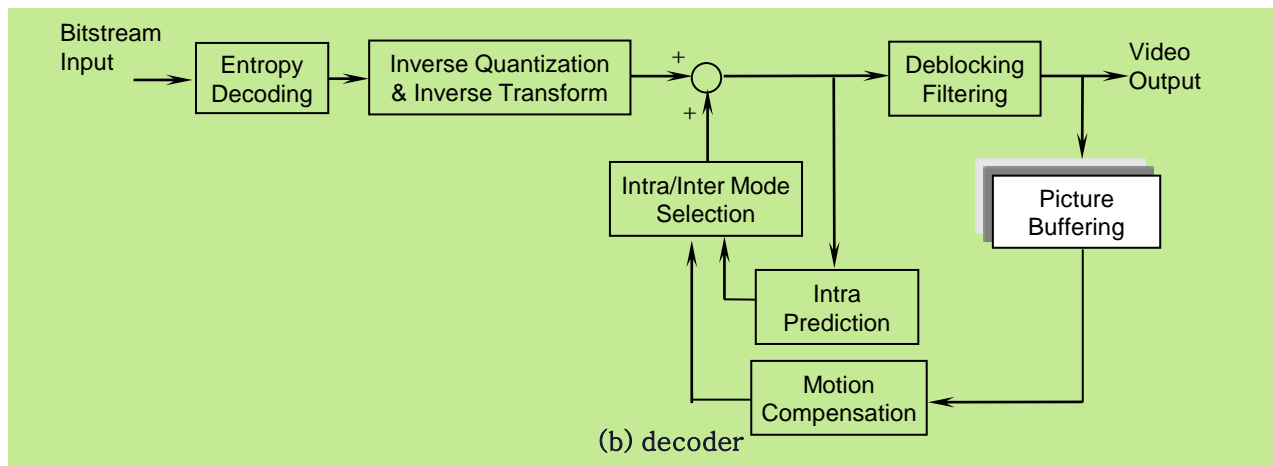 Bitstream
Input
Entropy
Decoding
Inverse Quantization
& Inverse Transform
+
+
Deblocking
Filtering
Video
Output
Intra/Inter Mode
Selection
Picture
Buffering
Intra
Prediction
Motion
Compensation
(b) decoder